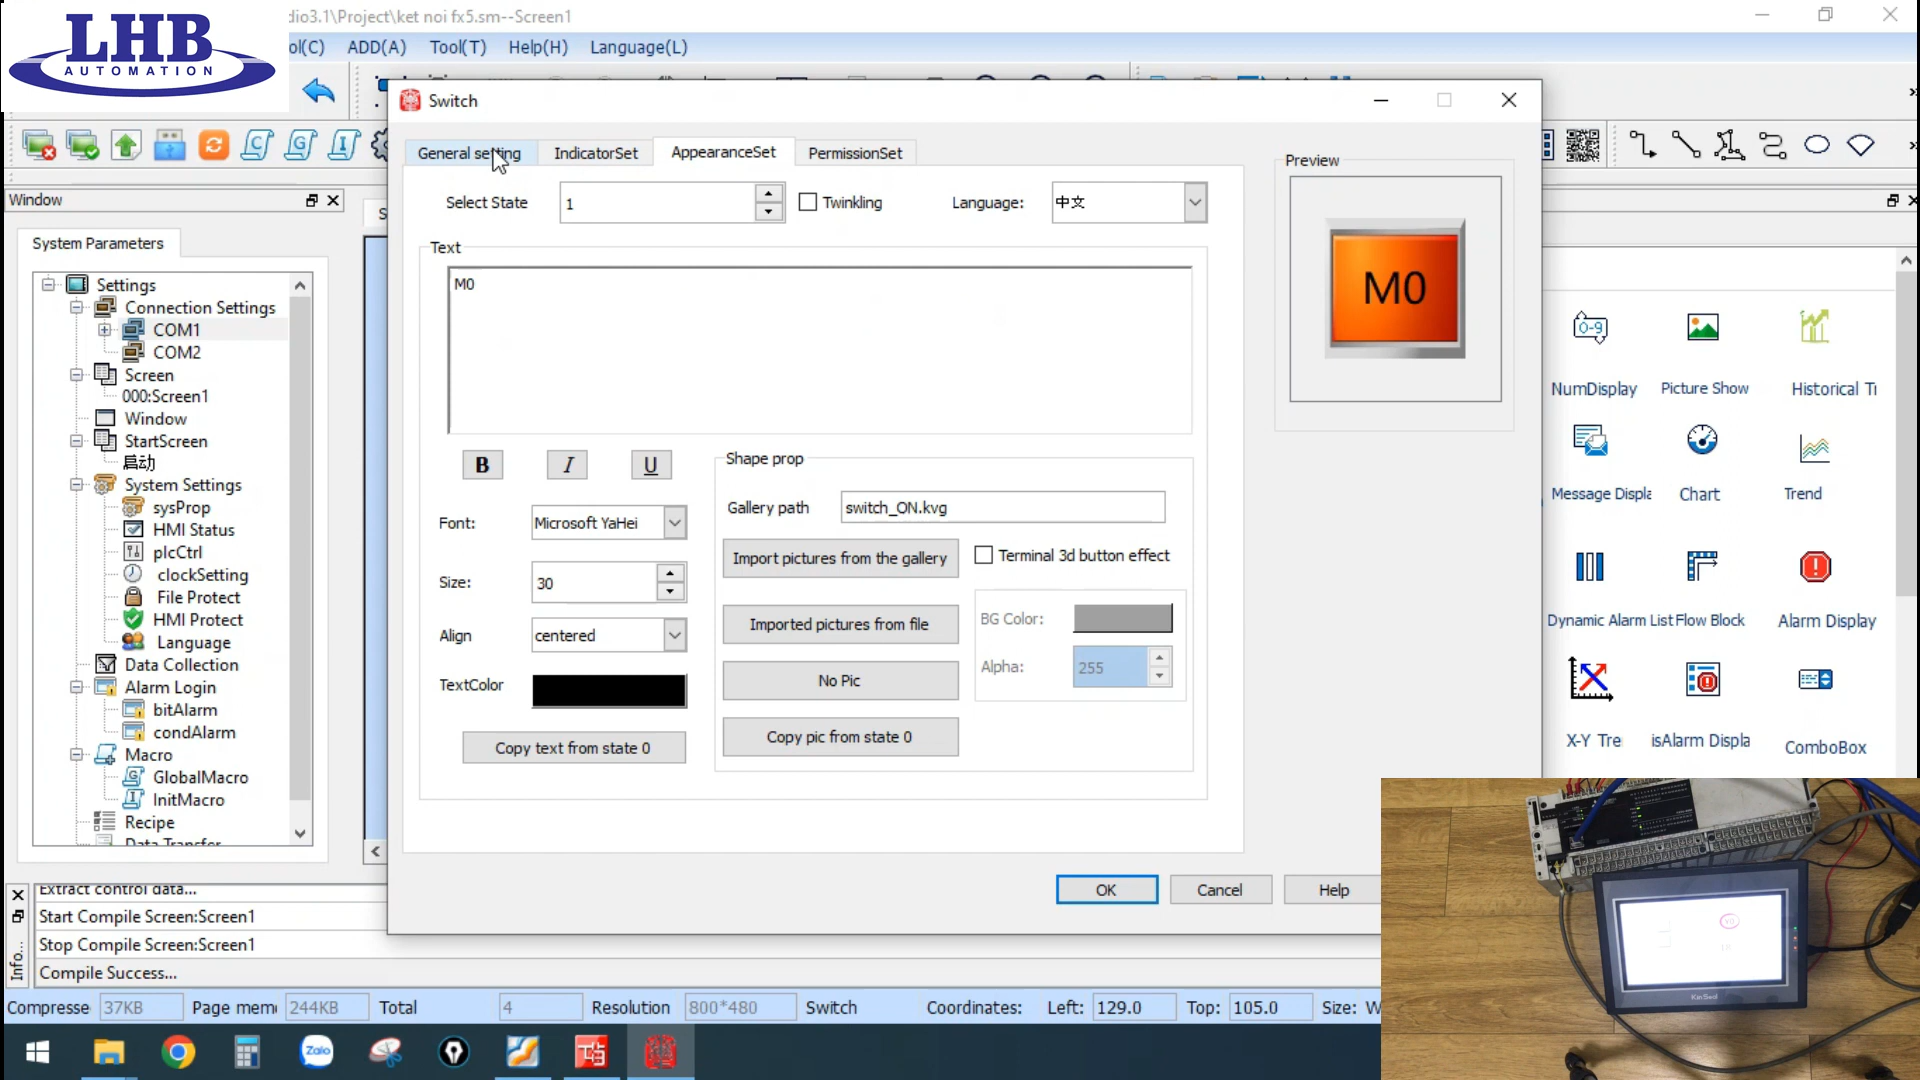 LHB
AUTOMATION
dio3.1\Project\ket noi fx5.sm--Screen1
ol(C) ADD(A) Tool(T) Help(H) Language(L)
Switch
General setting IndicatorSet AppearanceSet PermissionSet
Preview
Window
Select State 1 Twinkling Language: 中文
System Parameters
Text
M0
M0
Settings
Connection Settings
COM1
COM2
Screen
000:Screen1
Window
StartScreen
启动
System Settings
sysProp
HMI Status
plcCtrl
clockSetting
File Protect
HMI Protect
Language
Data Collection
Alarm Login
bitAlarm
condAlarm
Macro
GlobalMacro
InitMacro
Recipe
Data Transfer
B I U
Font: Microsoft YaHei
Size: 30
Align centered
TextColor
Copy text from state 0
Shape prop
Gallery path switch_ON.kvg
Import pictures from the gallery
Terminal 3d button effect
Imported pictures from file
BG Color:
Alpha: 255
No Pic
Copy pic from state 0
OK Cancel Help
NumDisplay Picture Show Historical Tr
Message Displa Chart Trend
Dynamic Alarm List Flow Block Alarm Display
X-Y Tre isAlarm Displa ComboBox
Info...
Extract control data...
Start Compile Screen:Screen1
Stop Compile Screen:Screen1
Compile Success...
Compresse 37KB Page memo 244KB Total 4 Resolution 800*480 Switch Coordinates: Left: 129.0 Top: 105.0 Size: W
Zalo
Y0
KinSeal